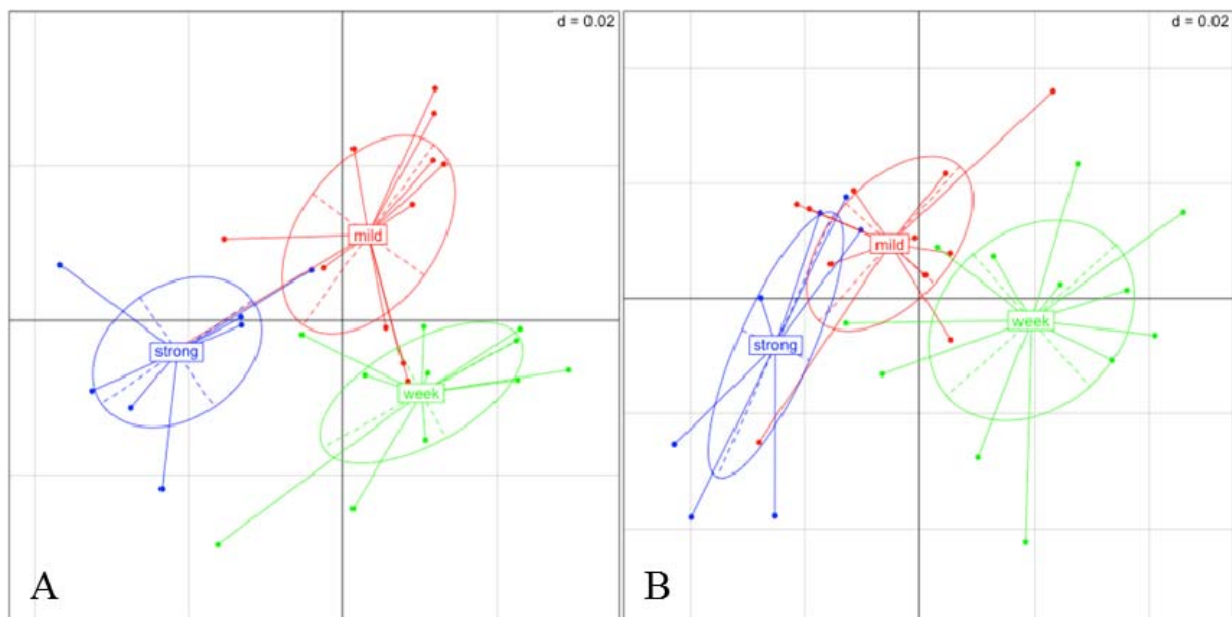 d = 0.02
mild
strong
week
A
d = 0.02
mild
week
strong
B